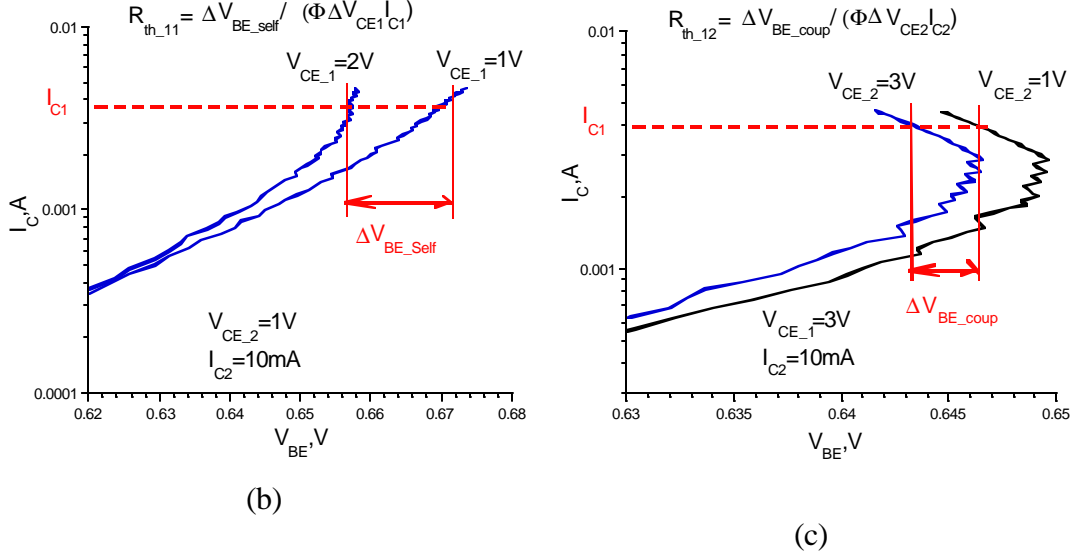 R_th_11 = ΔV_BE_self / (ΦΔV_CE1 I_C1)
0.01
V_CE_1=2V
V_CE_1=1V
I_C1
I_C,A
0.001
ΔV_BE_Self
V_CE_2=1V
I_C2=10mA
0.0001
0.62
0.63
0.64
0.65
0.66
0.67
0.68
V_BE,V
(b)
R_th_12 = ΔV_BE_coup / (ΦΔV_CE2 I_C2)
0.01
V_CE_2=3V
V_CE_2=1V
I_C1
I_C,A
0.001
ΔV_BE_coup
V_CE_1=3V
I_C2=10mA
0.63
0.635
0.64
0.645
0.65
V_BE,V
(c)